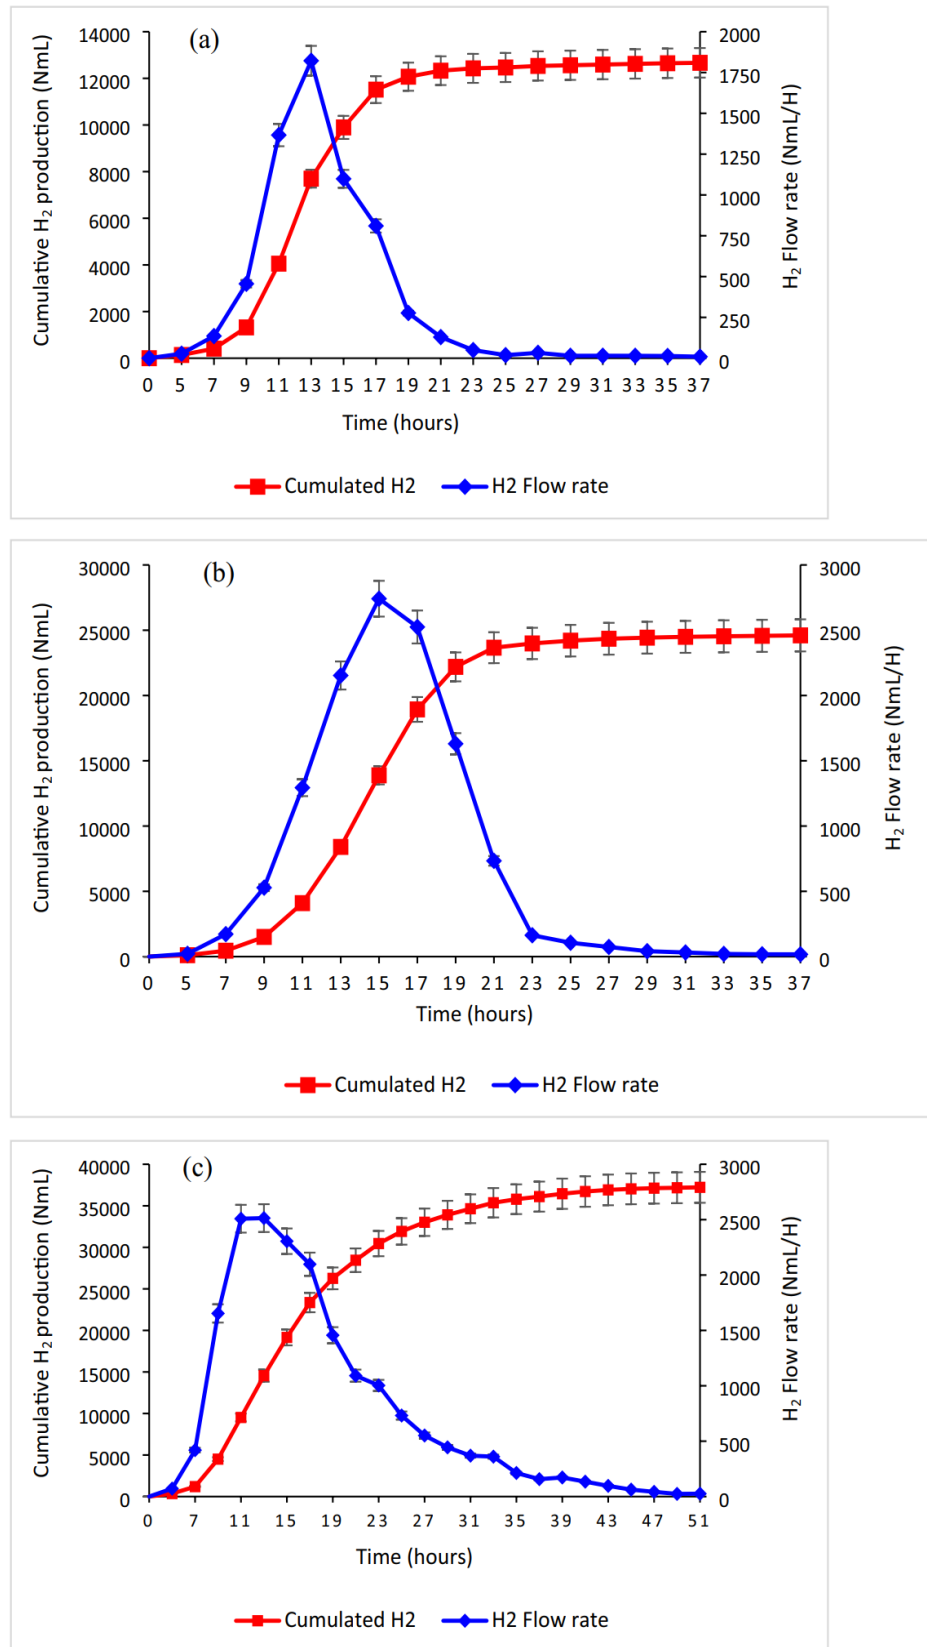 (a)
Cumulative H₂ production (NmL)
14000
12000
10000
8000
6000
4000
2000
0
2000
1750
1500
1250
1000
750
500
250
0
H₂ Flow rate (NmL/H)
0 5 7 9 11 13 15 17 19 21 23 25 27 29 31 33 35 37
Time (hours)
Cumulated H2 H2 Flow rate
(b)
Cumulative H₂ production (NmL)
30000
25000
20000
15000
10000
5000
0
3000
2500
2000
1500
1000
500
0
H₂ Flow rate (NmL/H)
0 5 7 9 11 13 15 17 19 21 23 25 27 29 31 33 35 37
Time (hours)
Cumulated H2 H2 Flow rate
(c)
Cumulative H₂ production (NmL)
40000
35000
30000
25000
20000
15000
10000
5000
0
3000
2500
2000
1500
1000
500
0
H₂ Flow rate (NmL/H)
0 7 11 15 19 23 27 31 35 39 43 47 51
Time (hours)
Cumulated H2 H2 Flow rate